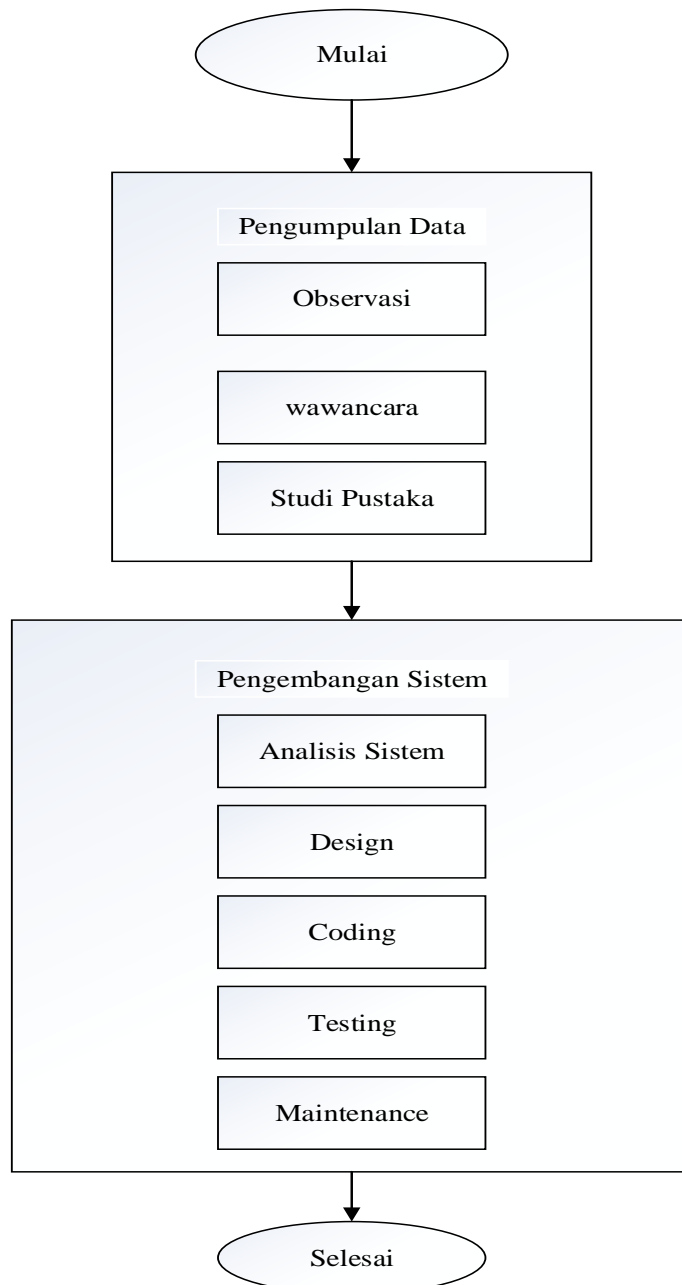 Mulai
Pengumpulan Data
Observasi
wawancara
Studi Pustaka
Pengembangan Sistem
Analisis Sistem
Design
Coding
Testing
Maintenance
Selesai